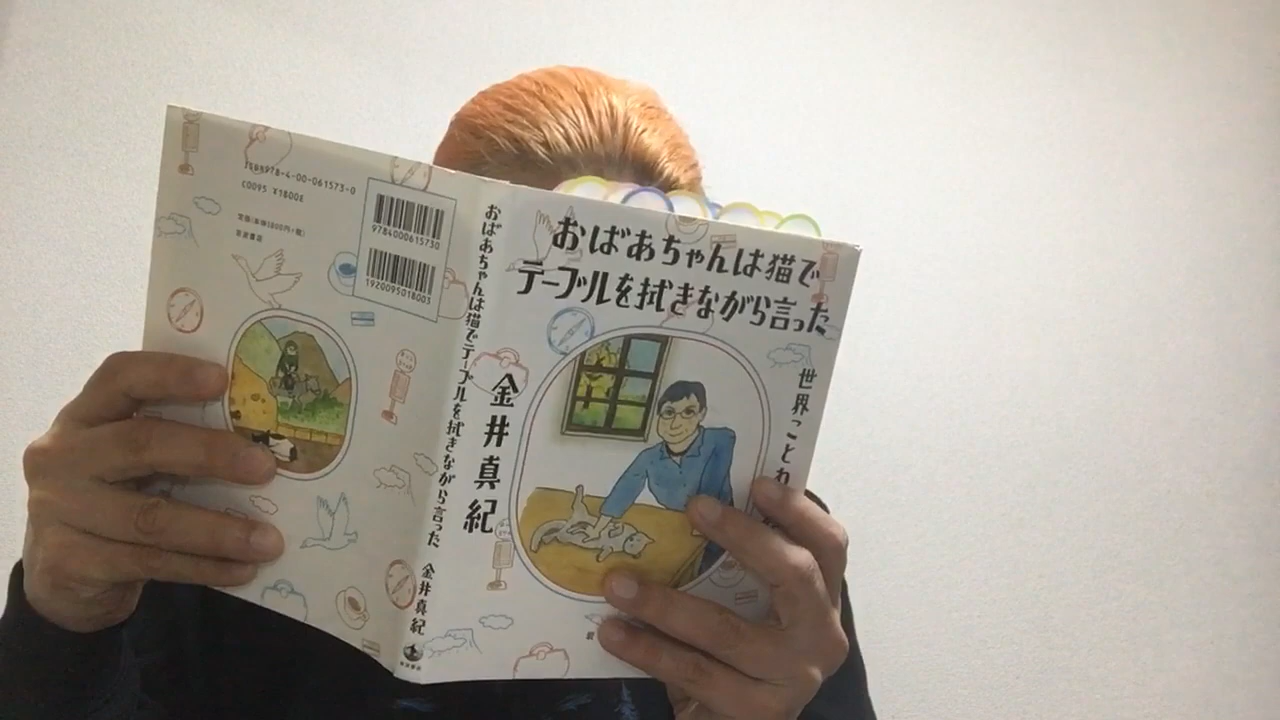 ISBN978-4-00-061573-0
C0095 ¥1800E
定価(本体1800円+税)
岩波書店
9784000615730
1920095018003
おばあちゃんは猫でテーブルを拭きながら言った 金井真紀
岩波書店
おばあちゃんは猫で
テーブルを拭きながら言った
世界ことわ
金井真紀